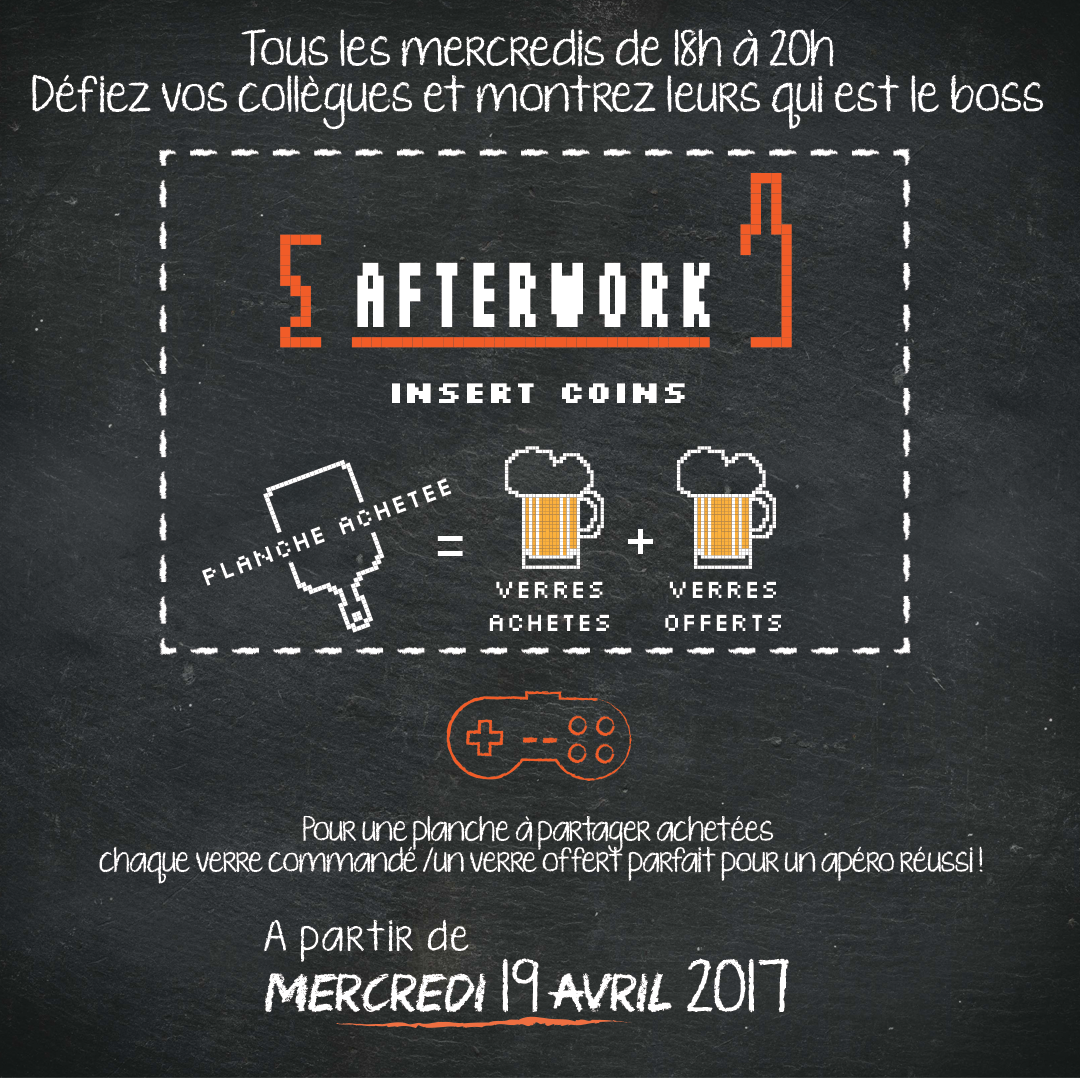 Tous les mercredis de 18h à 20h
Défiez vos collègues et montrez leurs qui est le boss
AFTERWORK
INSERT COINS
PLANCHE ACHETEE
=
+
VERRES ACHETES
VERRES OFFERTS
Pour une planche à partager achetées
chaque verre commandé /un verre offert parfait pour un apéro réussi !
A partir de
MERCREDI 19 AVRIL 2017